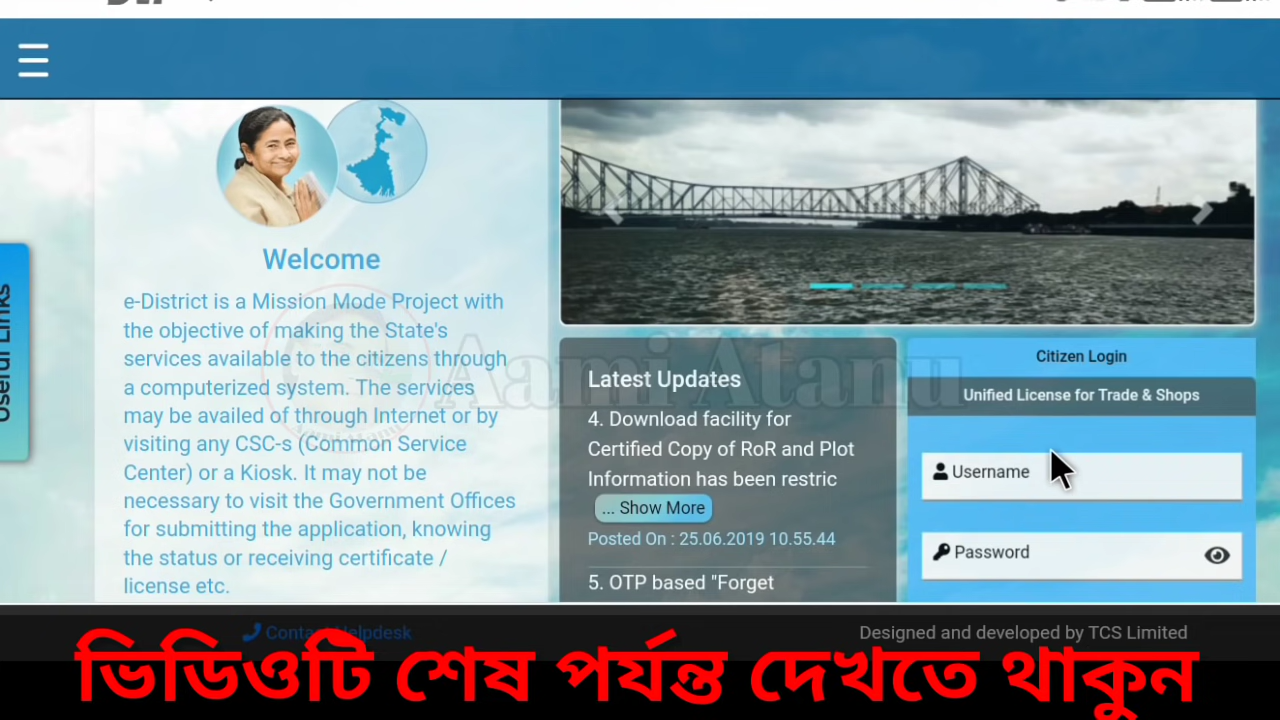 Welcome
e-District is a Mission Mode Project with
the objective of making the State's
services available to the citizens through
a computerized system. The services
may be availed of through Internet or by
visiting any CSC-s (Common Service
Center) or a Kiosk. It may not be
necessary to visit the Government Offices
for submitting the application, knowing
the status or receiving certificate /
license etc.
Useful Links
Aami Atanu
Latest Updates
4. Download facility for
Certified Copy of RoR and Plot
Information has been restric
... Show More
Posted On : 25.06.2019 10.55.44
5. OTP based "Forget
Citizen Login
Unified License for Trade & Shops
Username
Password
Contact Helpdesk
Designed and developed by TCS Limited
ভিডিওটি শেষ পর্যন্ত দেখতে থাকুন